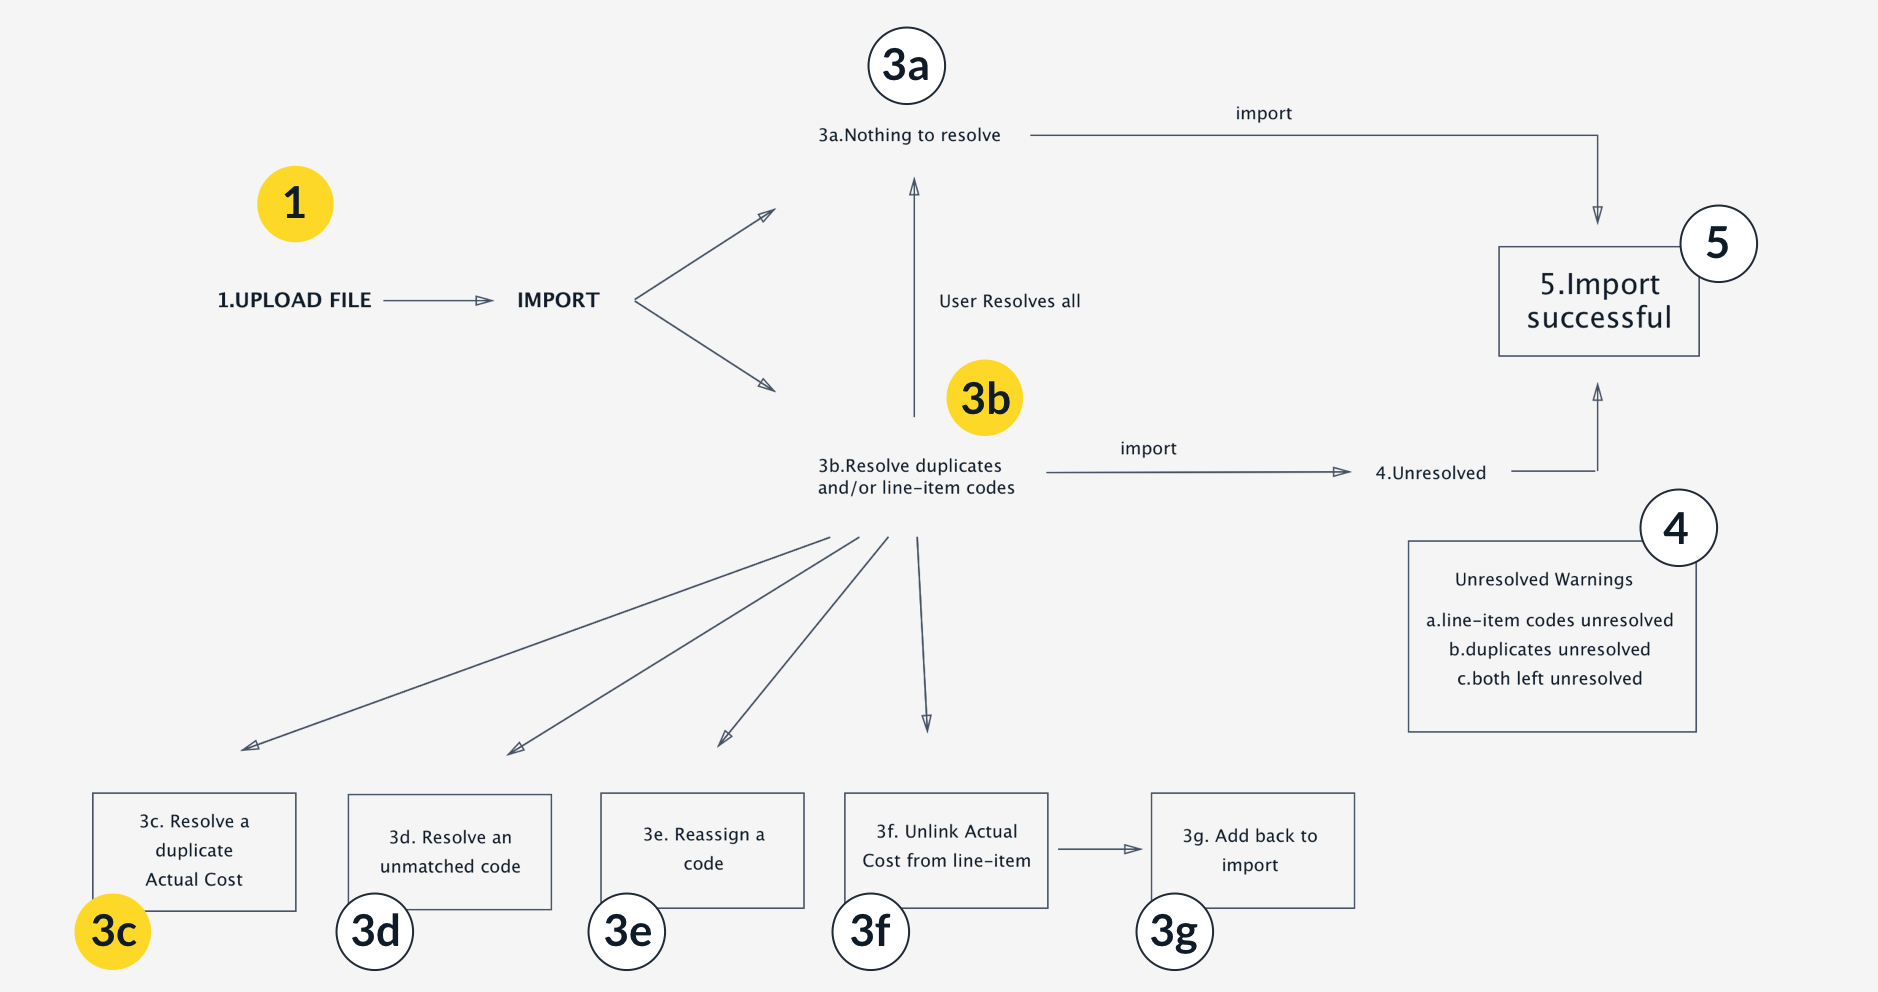 3a
3a.Nothing to resolve
import
1
1.UPLOAD FILE
IMPORT
User Resolves all
5
5.Import
successful
3b
3b.Resolve duplicates
and/or line-item codes
import
4.Unresolved
4
Unresolved Warnings
a.line-item codes unresolved
b.duplicates unresolved
c.both left unresolved
3c. Resolve a
duplicate
Actual Cost
3c
3d. Resolve an
unmatched code
3d
3e. Reassign a
code
3e
3f. Unlink Actual
Cost from line-item
3f
3g. Add back to
import
3g